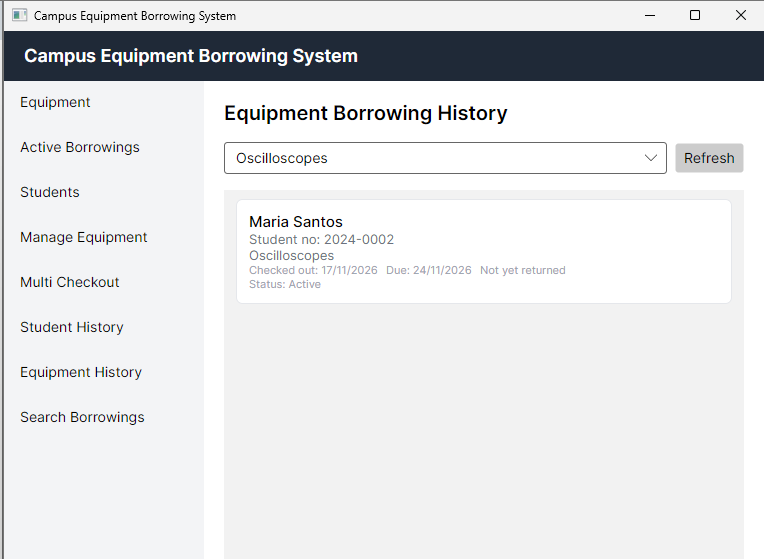 Campus Equipment Borrowing System
Campus Equipment Borrowing System
Equipment
Active Borrowings
Students
Manage Equipment
Multi Checkout
Student History
Equipment History
Search Borrowings
Equipment Borrowing History
Oscilloscopes
Refresh
Maria Santos
Student no: 2024-0002
Oscilloscopes
Checked out: 17/11/2026 Due: 24/11/2026 Not yet returned
Status: Active